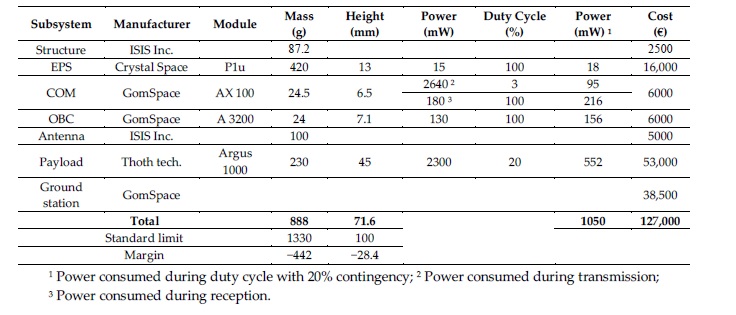 Subsystem Manufacturer Module Mass (g) Height (mm) Power (mW) Duty Cycle (%) Power (mW) ¹ Cost (€)
Structure ISIS Inc. 87.2 2500
EPS Crystal Space P1u 420 13 15 100 18 16,000
COM GomSpace AX 100 24.5 6.5 2640 ² 3 95 6000
180 ³ 100 216
OBC GomSpace A 3200 24 7.1 130 100 156 6000
Antenna ISIS Inc. 100 5000
Payload Thoth tech. Argus 1000 230 45 2300 20 552 53,000
Ground station GomSpace 38,500
Total 888 71.6 1050 127,000
Standard limit 1330 100
Margin −442 −28.4
¹ Power consumed during duty cycle with 20% contingency; ² Power consumed during transmission;
³ Power consumed during reception.